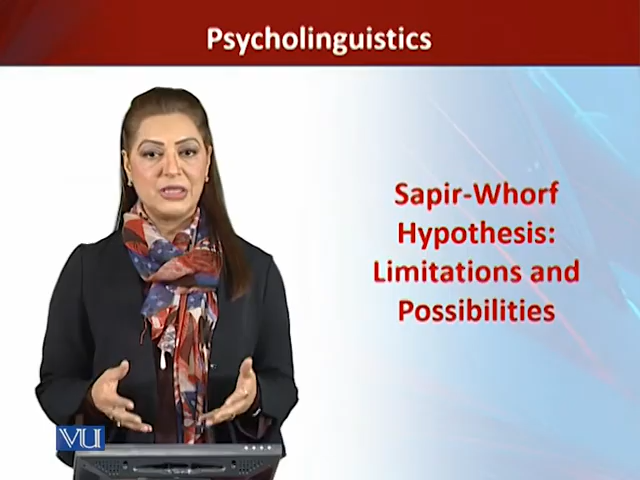 Psycholinguistics
Sapir-Whorf
Hypothesis:
Limitations and
Possibilities
VU